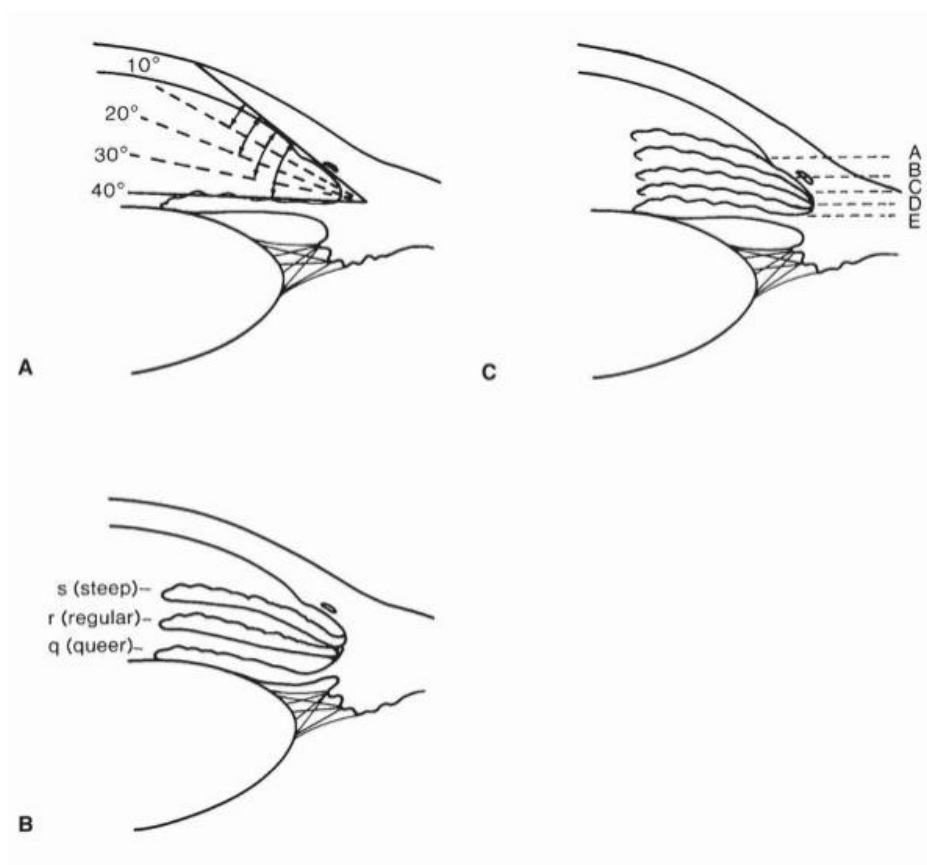 10°
20°
30°
40°
A
A
B
C
D
E
C
s (steep)–
r (regular)–
q (queer)–
B